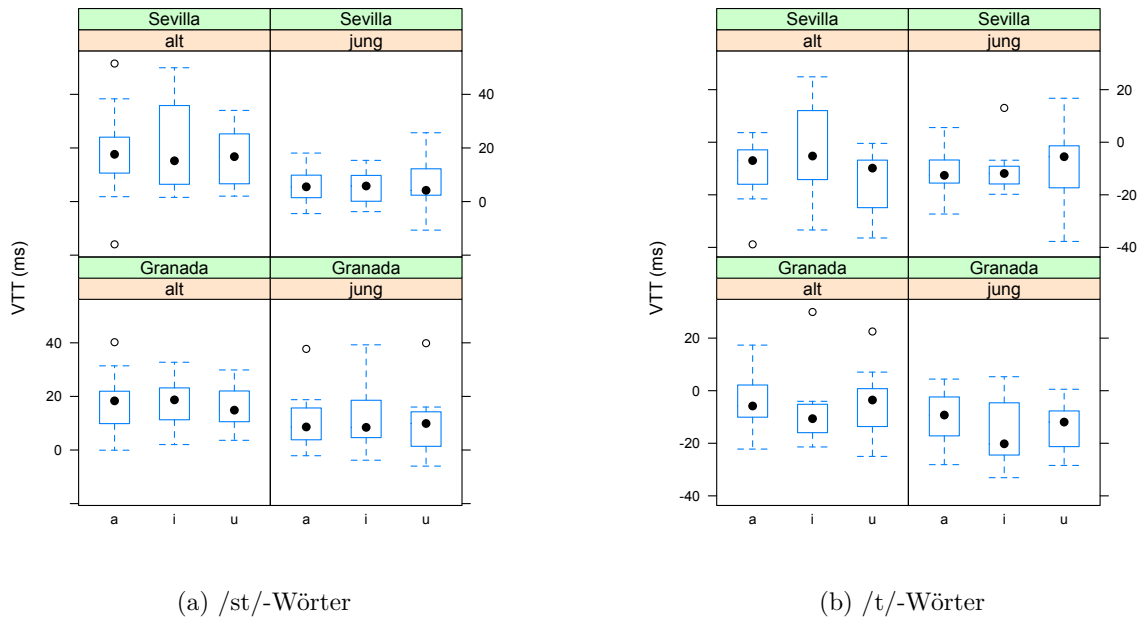 Sevilla Sevilla
alt jung
40
20
0
VTT (ms)
Granada Granada
alt jung
40
20
0
a i u a i u
(a) /st/-Wörter
Sevilla Sevilla
alt jung
20
-0
-20
-40
VTT (ms)
Granada Granada
alt jung
20
-0
-20
-40
a i u a i u
(b) /t/-Wörter